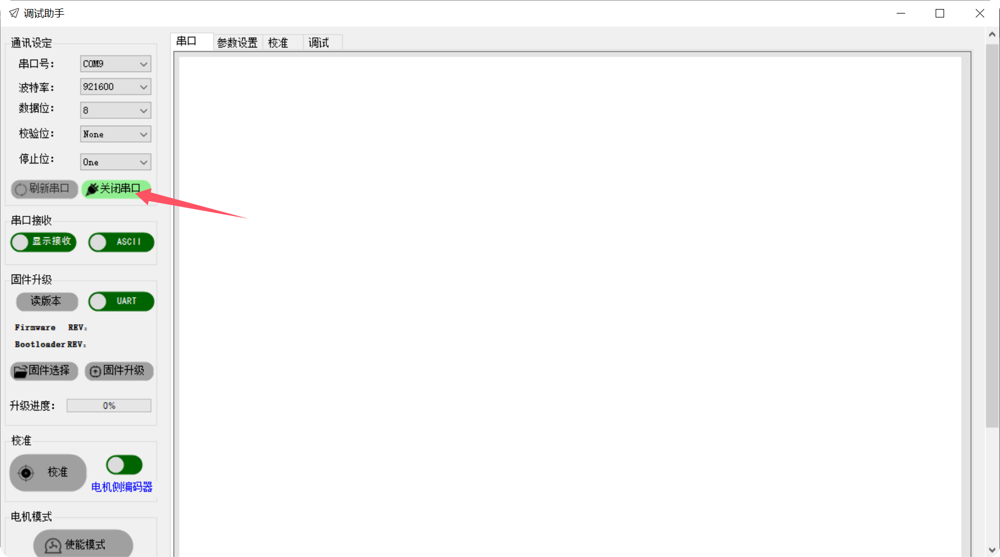 调试助手
通讯设定
串口号：
COM9
波特率：
921600
数据位：
8
校验位：
None
停止位：
One
刷新串口
关闭串口
串口接收
显示接收
ASCII
固件升级
读版本
UART
Firmware REV:
Bootloader REV:
固件选择
固件升级
升级进度：
0%
校准
校准
电机侧编码器
电机模式
使能模式
串口
参数设置
校准
调试